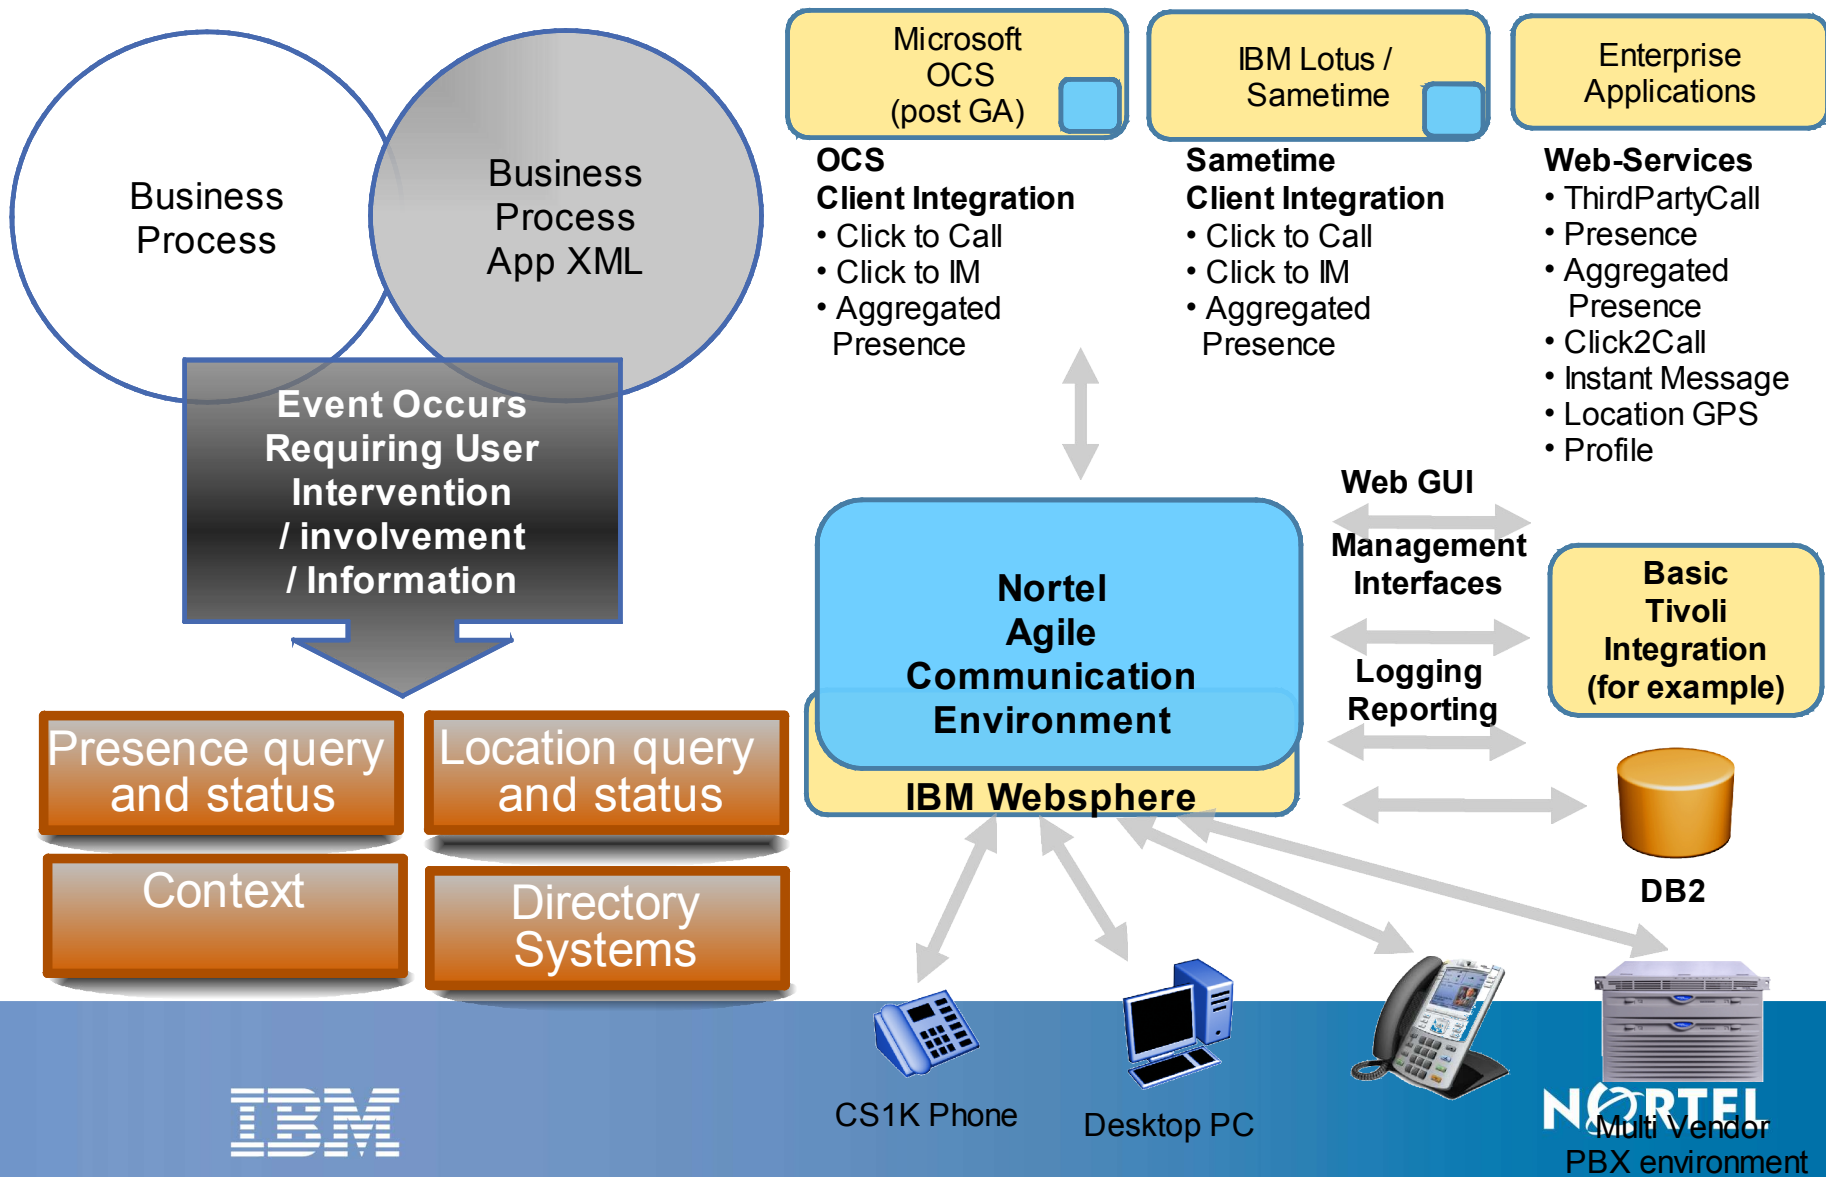 Business
Process
Business
Process
App XML
Event Occurs
Requiring User
Intervention
/ involvement
/ Information
Presence query
and status
Location query
and status
Context
Directory
Systems
Microsoft
OCS
(post GA)
IBM Lotus /
Sametime
Enterprise
Applications
OCS
Client Integration
• Click to Call
• Click to IM
• Aggregated
Presence
Sametime
Client Integration
• Click to Call
• Click to IM
• Aggregated
Presence
Web-Services
• ThirdPartyCall
• Presence
• Aggregated
Presence
• Click2Call
• Instant Message
• Location GPS
• Profile
Web GUI
Management
Interfaces
Logging
Reporting
Basic
Tivoli
Integration
(for example)
Nortel
Agile
Communication
Environment
IBM Websphere
DB2
CS1K Phone
Desktop PC
Multi Vendor
PBX environment
IBM
NORTEL